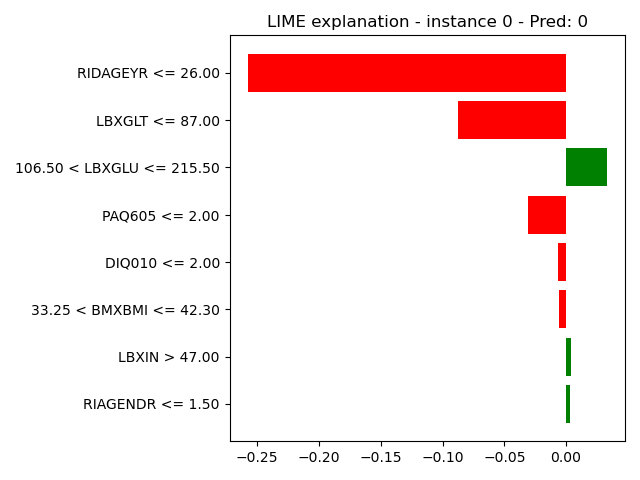 LIME explanation - instance 0 - Pred: 0
RIDAGEYR <= 26.00
LBXGLT <= 87.00
106.50 < LBXGLU <= 215.50
PAQ605 <= 2.00
DIQ010 <= 2.00
33.25 < BMXBMI <= 42.30
LBXIN > 47.00
RIAGENDR <= 1.50
−0.25 −0.20 −0.15 −0.10 −0.05 0.00